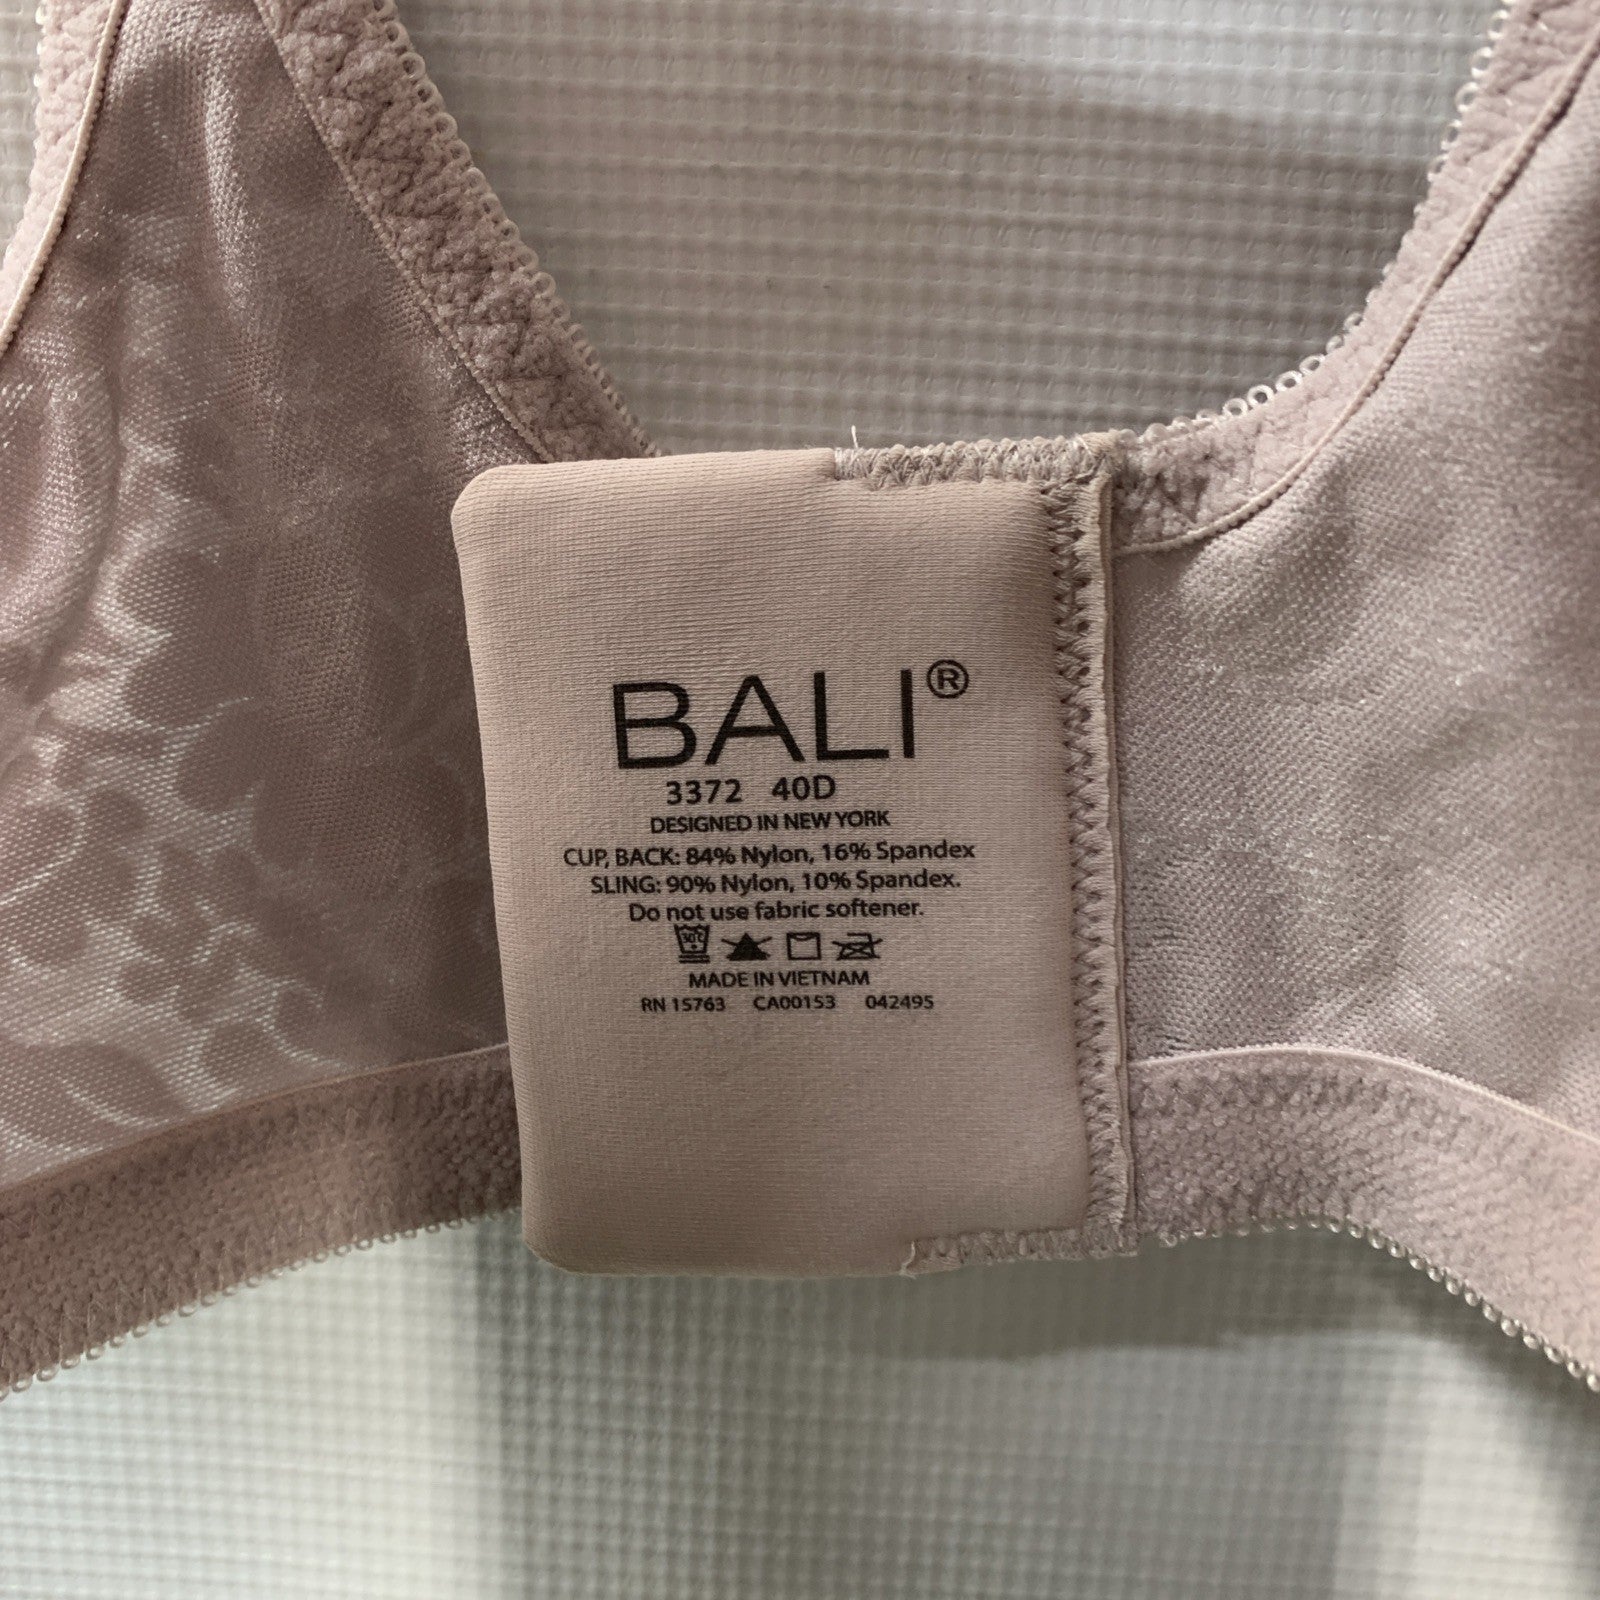 BALI®
3372 40D
DESIGNED IN NEW YORK
CUP, BACK: 84% Nylon, 16% Spandex
SLING: 90% Nylon, 10% Spandex.
Do not use fabric softener.
MADE IN VIETNAM
RN 15763 CA00153 042495